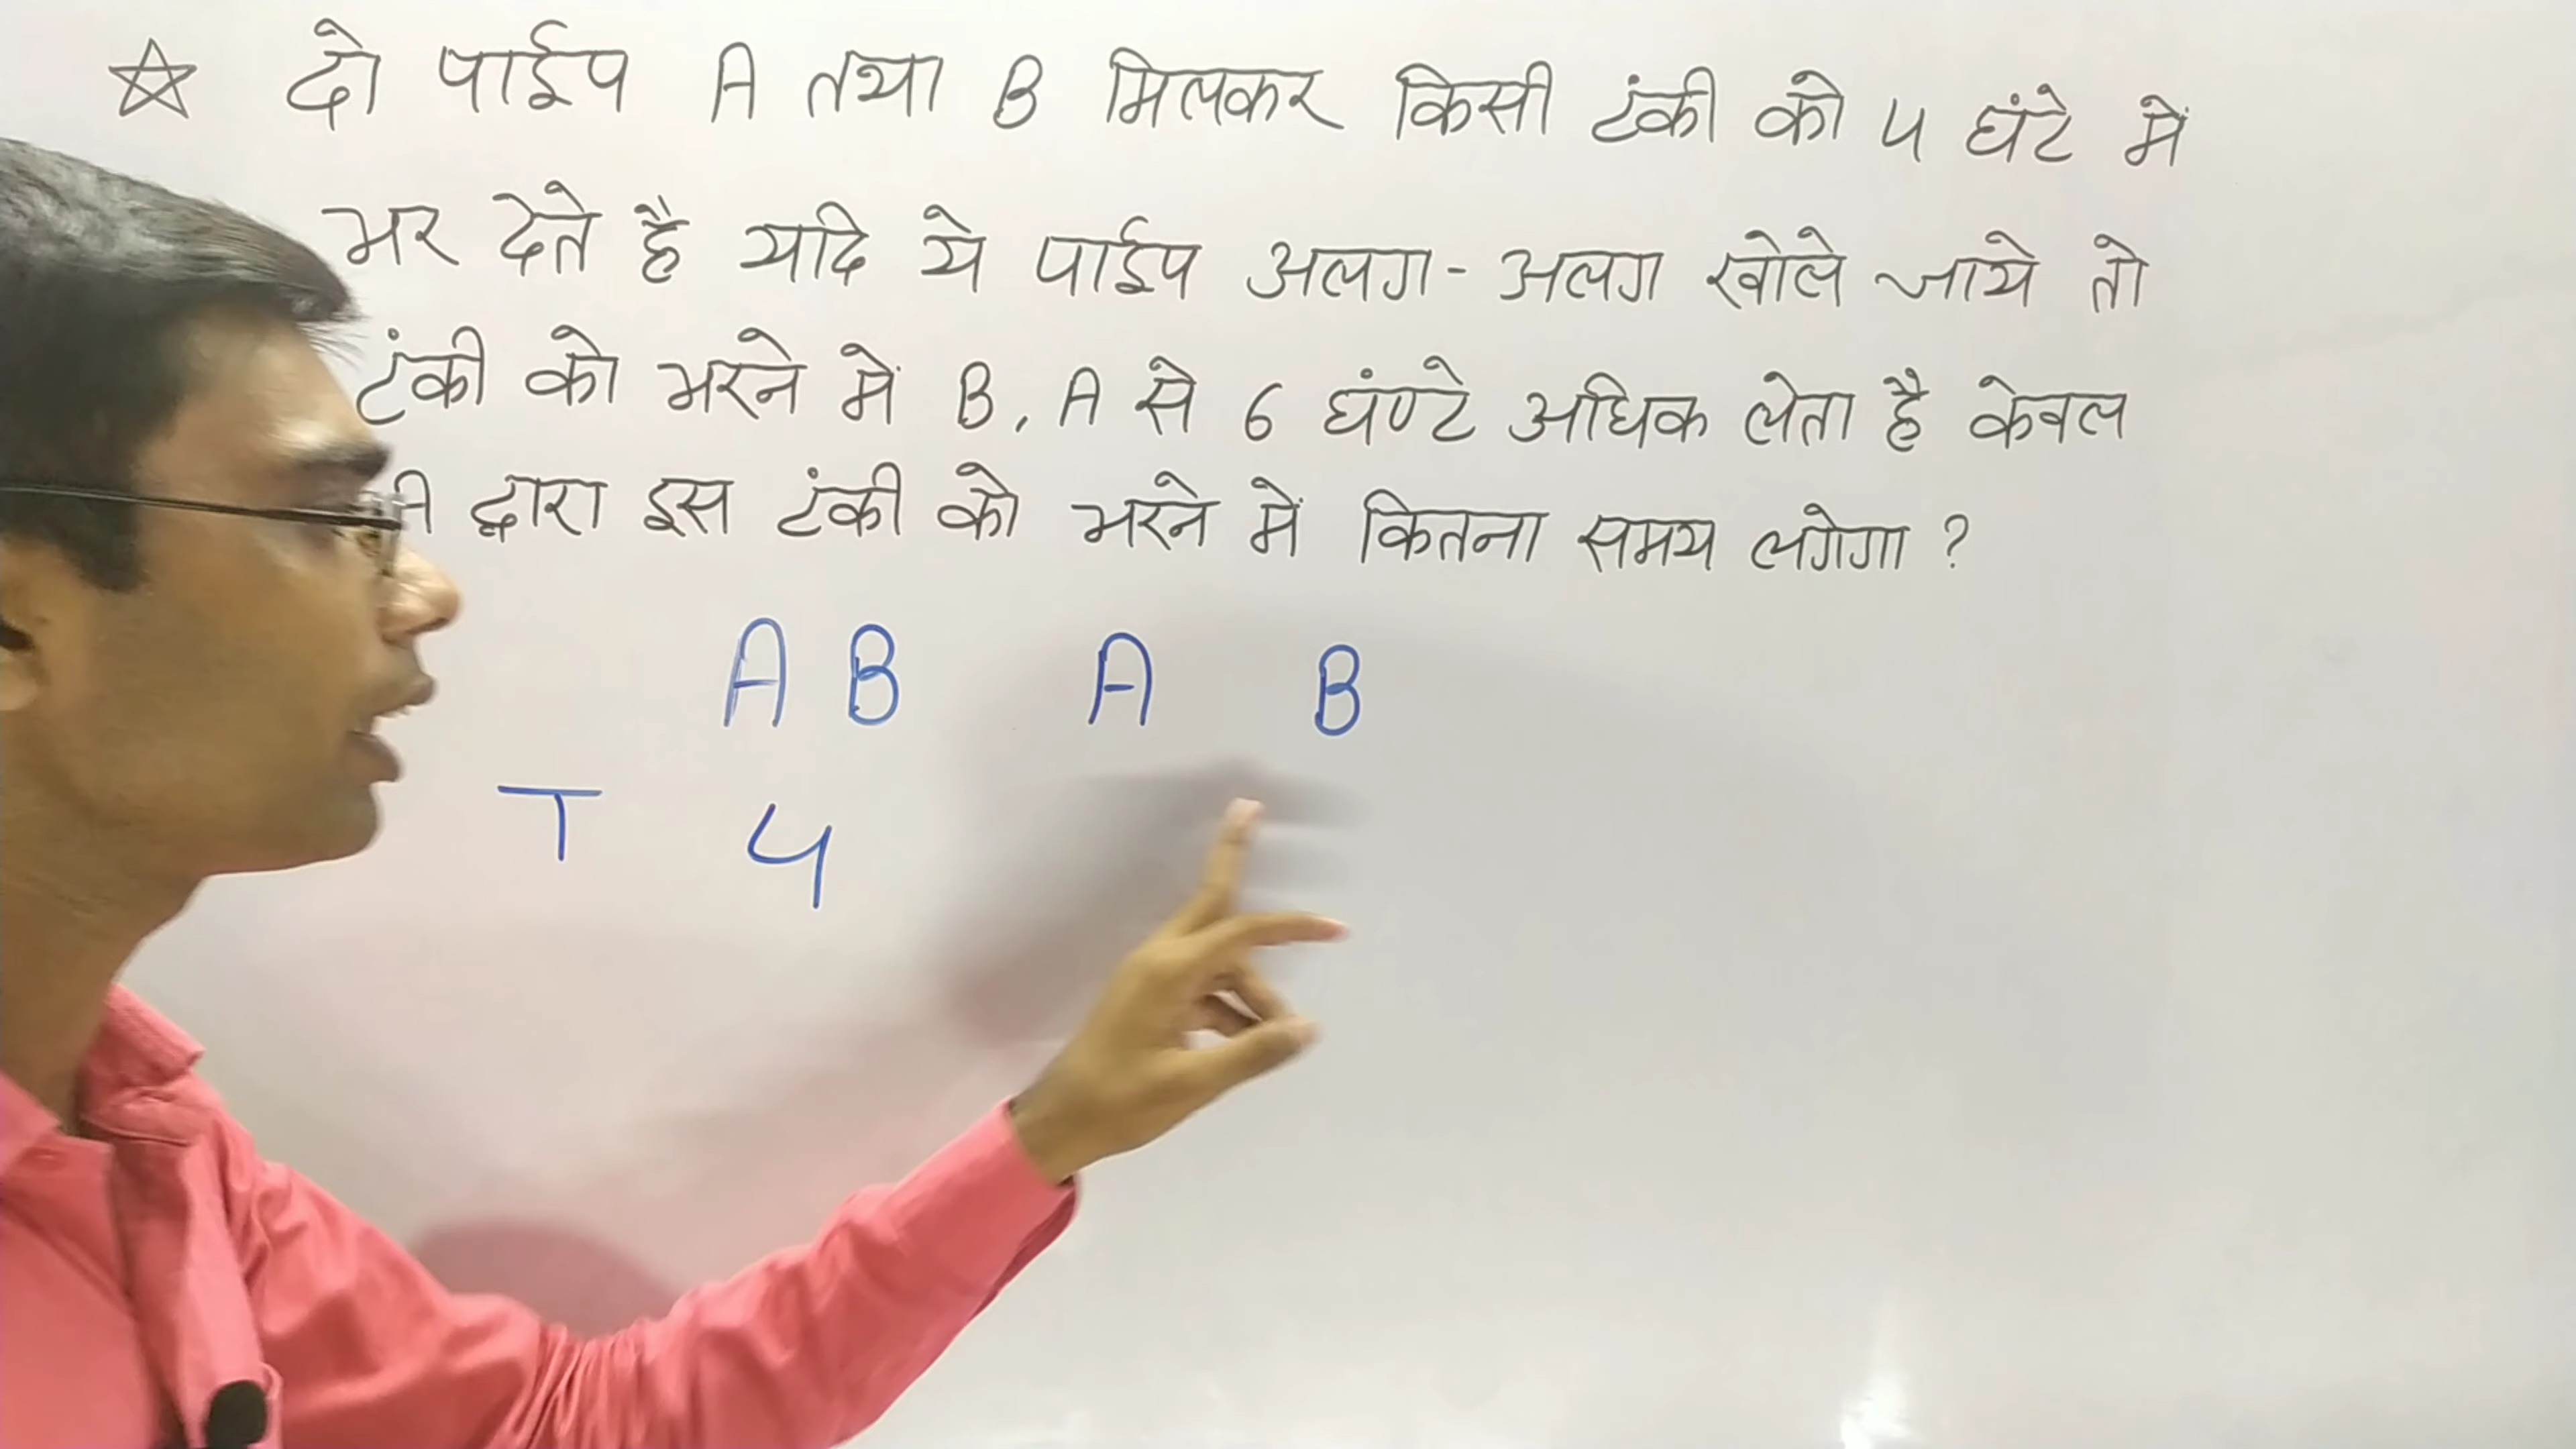 ☆ दो पाईप A तथा B मिलकर किसी टंकी को 4 घंटे में
भर देते है यदि ये पाईप अलग-अलग खोले जाये तो
टंकी को भरने में B, A से 6 घंण्टे अधिक लेता है केवल
A द्वारा इस टंकी को भरने में कितना समय लगेगा ?
A B A B
T 4